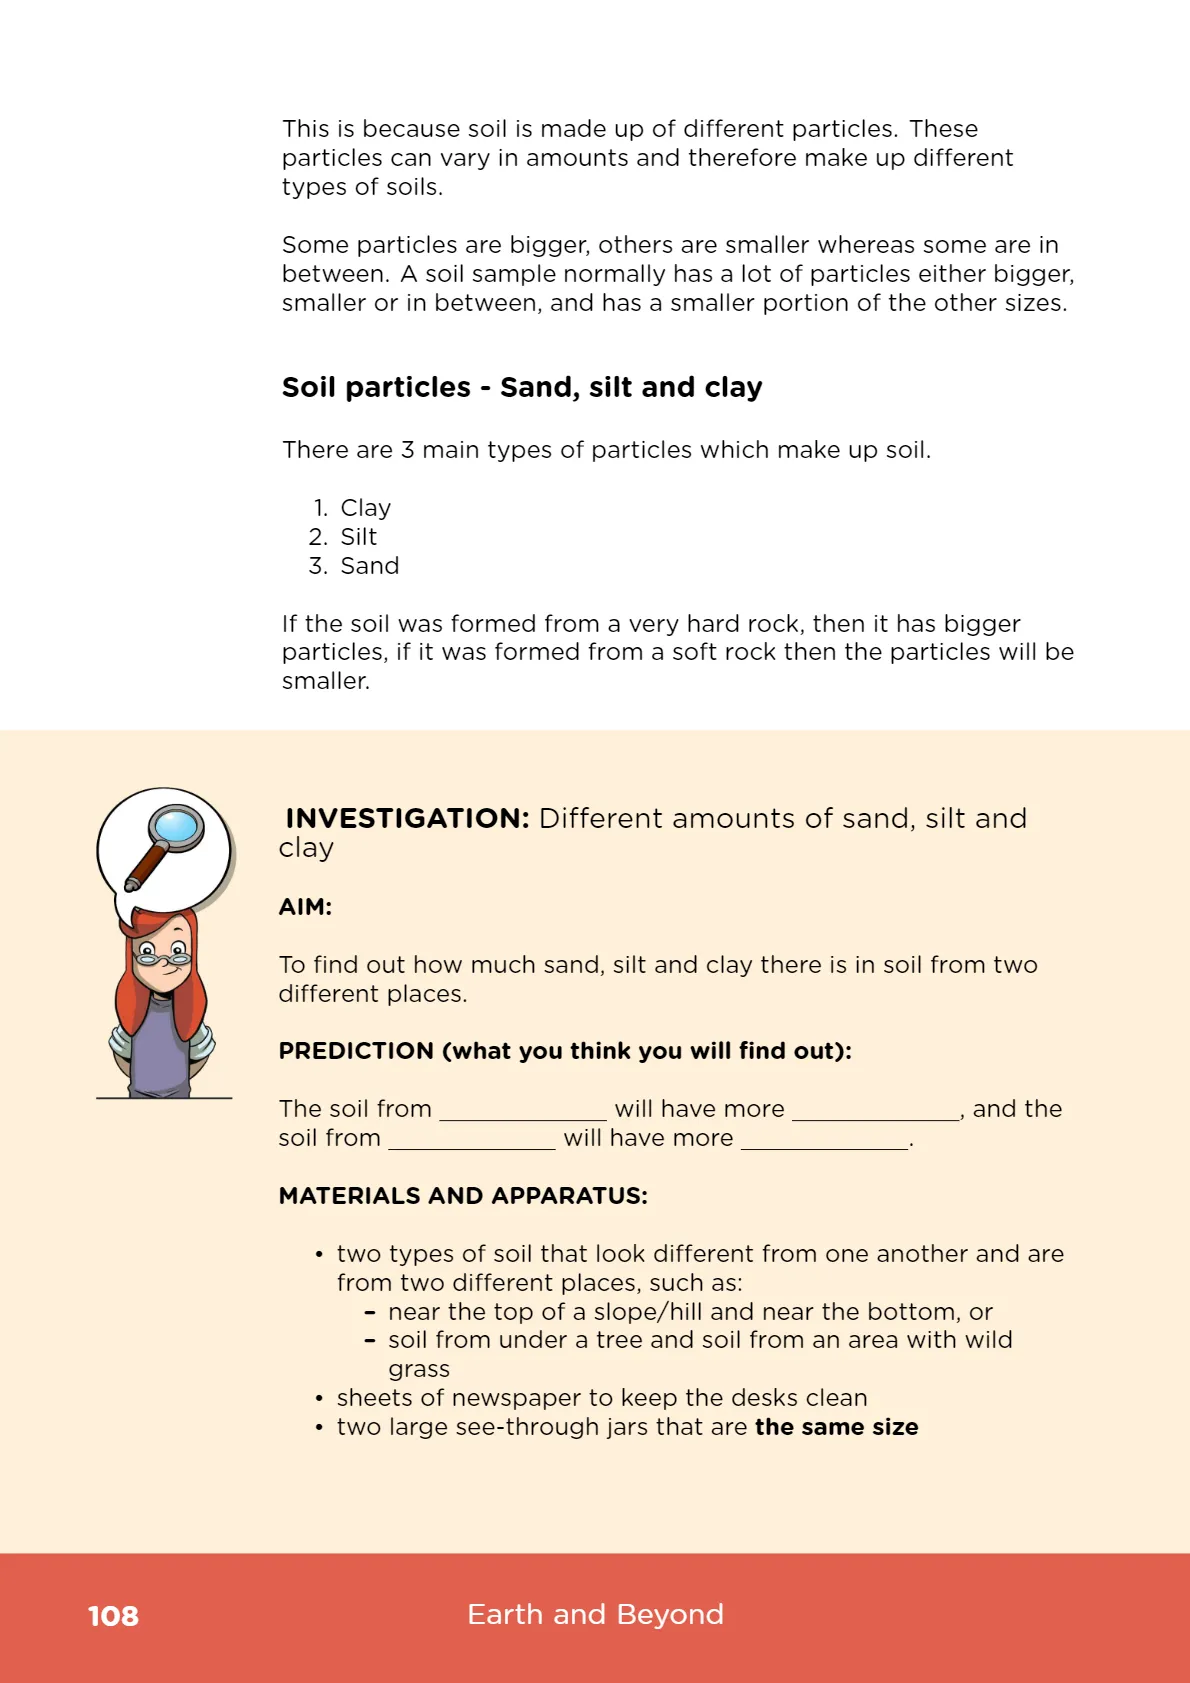 This is because soil is made up of different particles. These
particles can vary in amounts and therefore make up different
types of soils.
Some particles are bigger, others are smaller whereas some are in
between. A soil sample normally has a lot of particles either bigger,
smaller or in between, and has a smaller portion of the other sizes.
Soil particles - Sand, silt and clay
There are 3 main types of particles which make up soil.
1. Clay
2. Silt
3. Sand
If the soil was formed from a very hard rock, then it has bigger
particles, if it was formed from a soft rock then the particles will be
smaller.
INVESTIGATION: Different amounts of sand, silt and
clay
AIM:
To find out how much sand, silt and clay there is in soil from two
different places.
PREDICTION (what you think you will find out):
The soil from _____________ will have more _____________, and the
soil from _____________ will have more _____________.
MATERIALS AND APPARATUS:
• two types of soil that look different from one another and are
from two different places, such as:
– near the top of a slope/hill and near the bottom, or
– soil from under a tree and soil from an area with wild
grass
• sheets of newspaper to keep the desks clean
• two large see-through jars that are the same size
108 Earth and Beyond